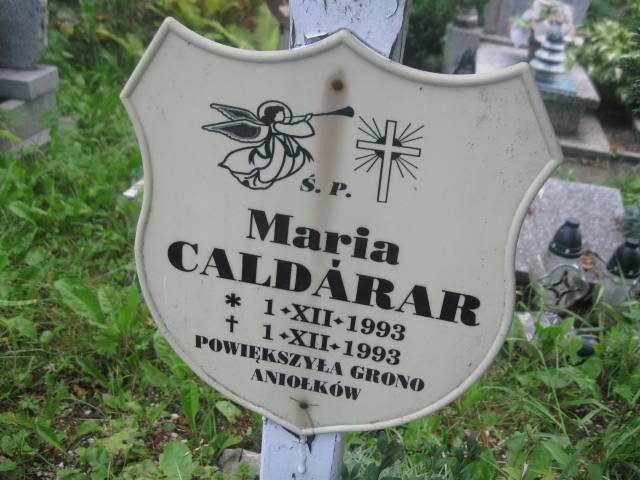 Ś. P.
Maria
CALDÁRAR
* 1•XII•1993
† 1•XII•1993
POWIĘKSZYŁA GRONO
ANIOŁKÓW